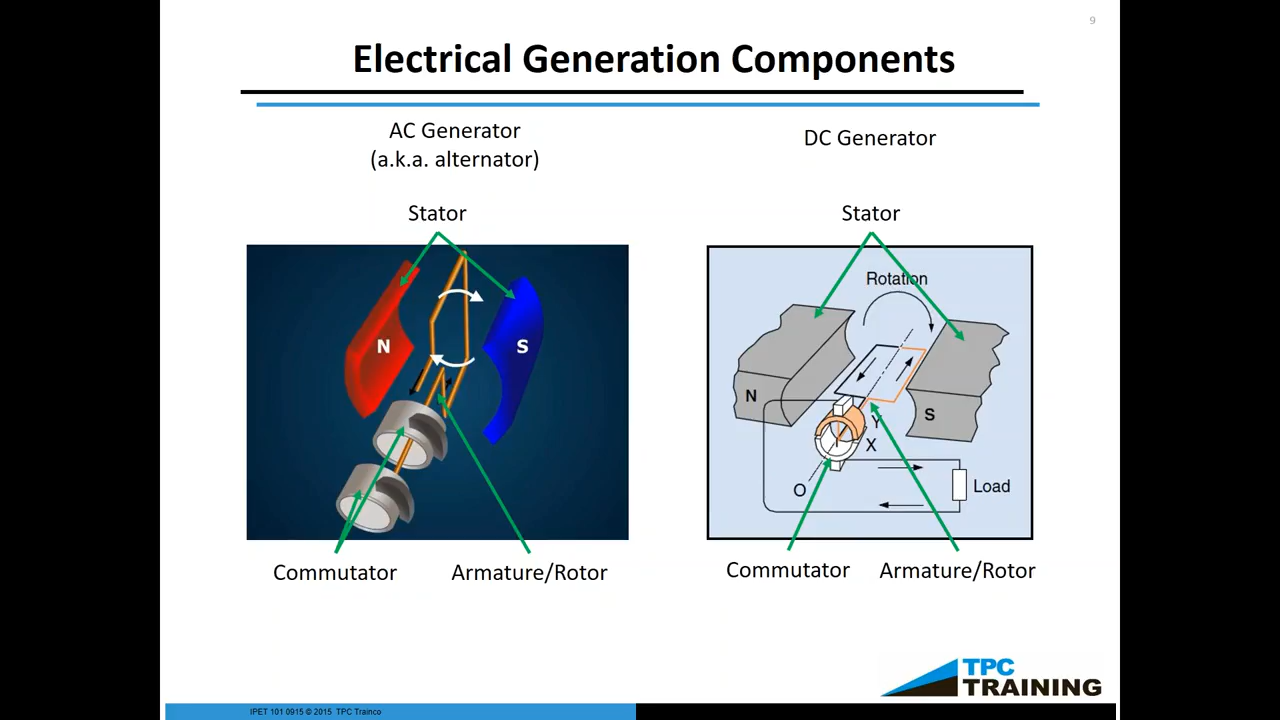 9
Electrical Generation Components
AC Generator
(a.k.a. alternator)
DC Generator
Stator
Stator
N
S
Rotation
N
S
Y
X
O
Load
Commutator
Armature/Rotor
Commutator
Armature/Rotor
TPC
TRAINING
IPET 101 0915 © 2015 TPC Trainco